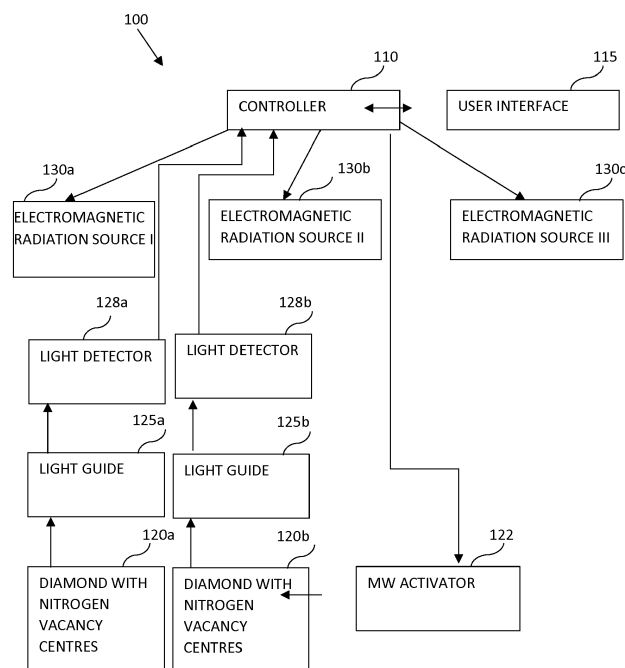 100
110
115
CONTROLLER
USER INTERFACE
130a
130b
130c
ELECTROMAGNETIC
RADIATION SOURCE I
ELECTROMAGNETIC
RADIATION SOURCE II
ELECTROMAGNETIC
RADIATION SOURCE III
128a
128b
LIGHT DETECTOR
LIGHT DETECTOR
125a
125b
LIGHT GUIDE
LIGHT GUIDE
120a
120b
122
DIAMOND WITH
NITROGEN
VACANCY
CENTRES
DIAMOND WITH
NITROGEN
VACANCY
CENTRES
MW ACTIVATOR